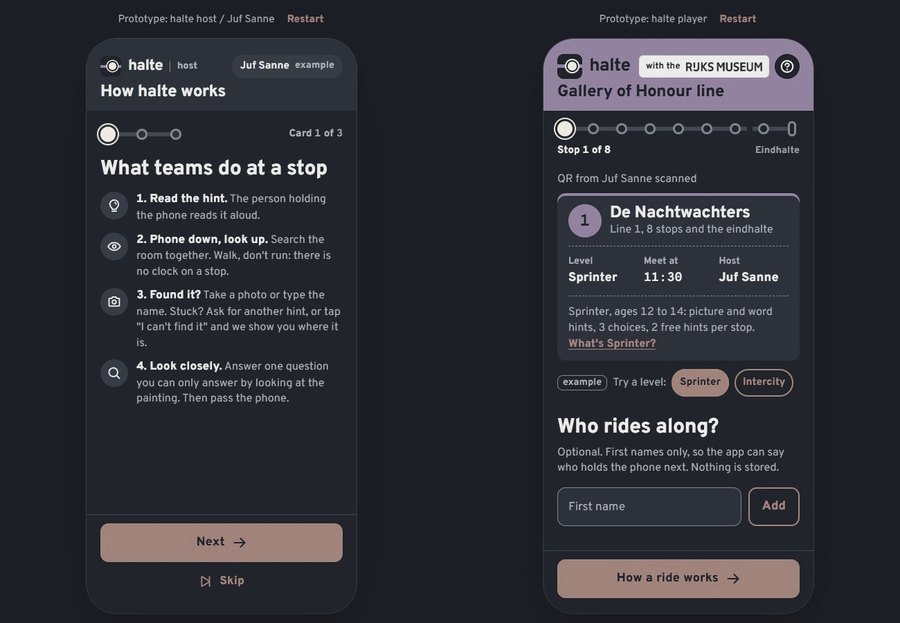 Prototype: halte host / Juf Sanne Restart
halte | host
Juf Sanne example
How halte works
Card 1 of 3
What teams do at a stop
1. Read the hint. The person holding
the phone reads it aloud.
2. Phone down, look up. Search the
room together. Walk, don't run: there is
no clock on a stop.
3. Found it? Take a photo or type the
name. Stuck? Ask for another hint, or tap
"I can't find it" and we show you where it
is.
4. Look closely. Answer one question
you can only answer by looking at the
painting. Then pass the phone.
Next
Skip
Prototype: halte player Restart
halte
with the RIJKS MUSEUM
Gallery of Honour line
Stop 1 of 8
Eindhalte
QR from Juf Sanne scanned
1
De Nachtwachters
Line 1, 8 stops and the eindhalte
Level Meet at Host
Sprinter 11:30 Juf Sanne
Sprinter, ages 12 to 14: picture and word
hints, 3 choices, 2 free hints per stop.
What's Sprinter?
example Try a level: Sprinter Intercity
Who rides along?
Optional. First names only, so the app can say
who holds the phone next. Nothing is stored.
First name
Add
How a ride works